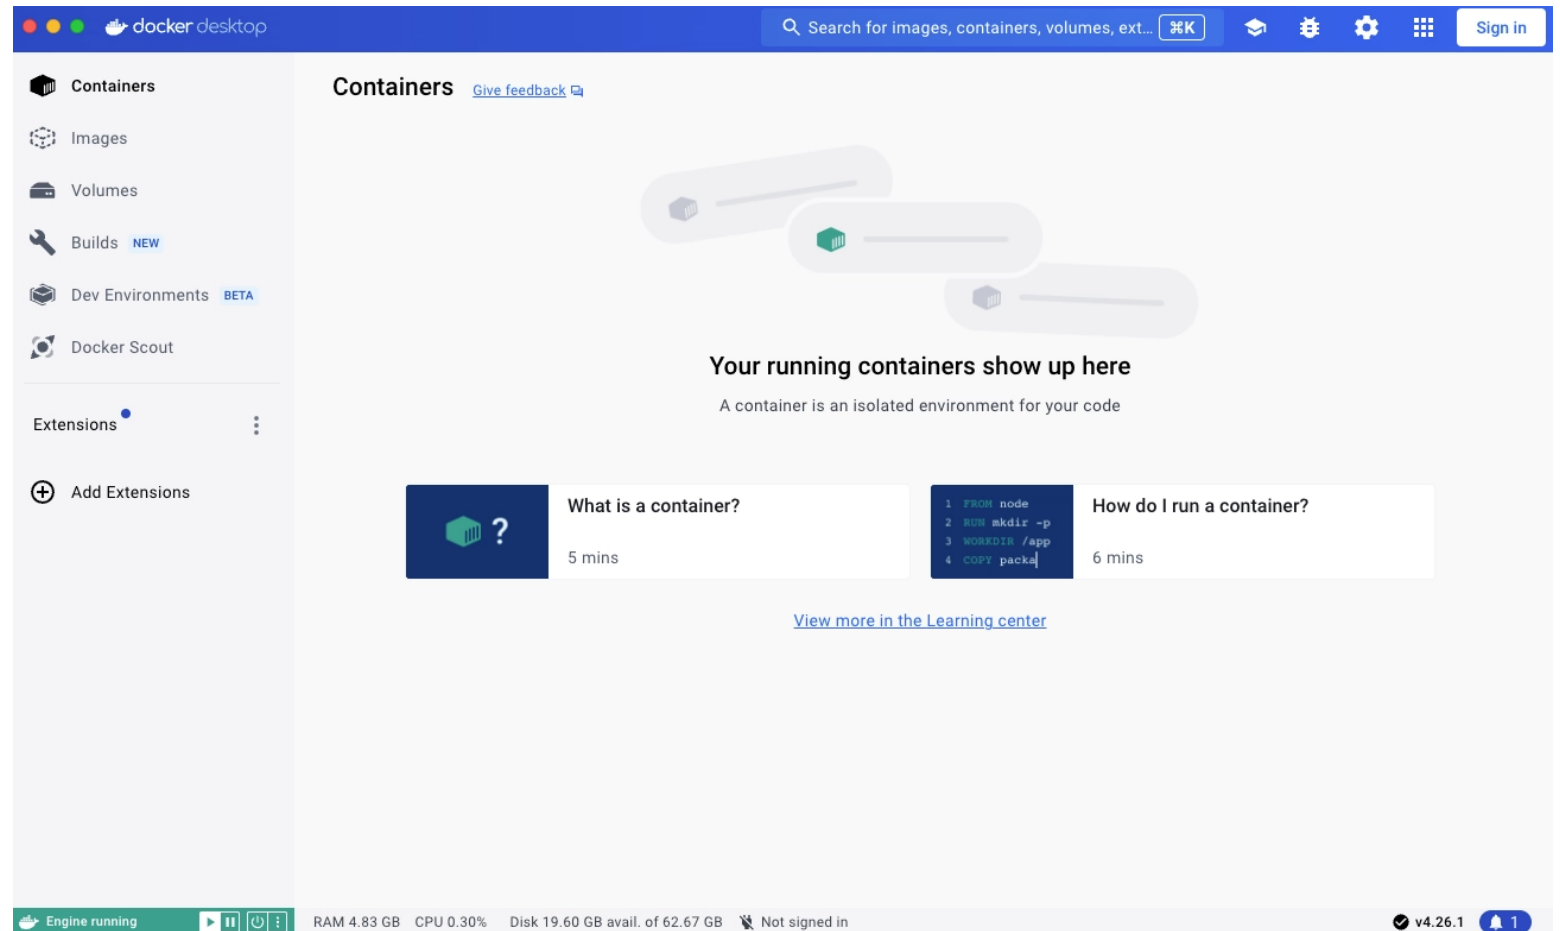 docker desktop
Search for images, containers, volumes, ext... ⌘K
Sign in
Containers
Images
Volumes
Builds NEW
Dev Environments BETA
Docker Scout
Extensions
Add Extensions
Containers Give feedback
Your running containers show up here
A container is an isolated environment for your code
?
What is a container?
5 mins
1 FROM node
2 RUN mkdir -p
3 WORKDIR /app
4 COPY packa
How do I run a container?
6 mins
View more in the Learning center
Engine running
RAM 4.83 GB CPU 0.30% Disk 19.60 GB avail. of 62.67 GB Not signed in
v4.26.1 1